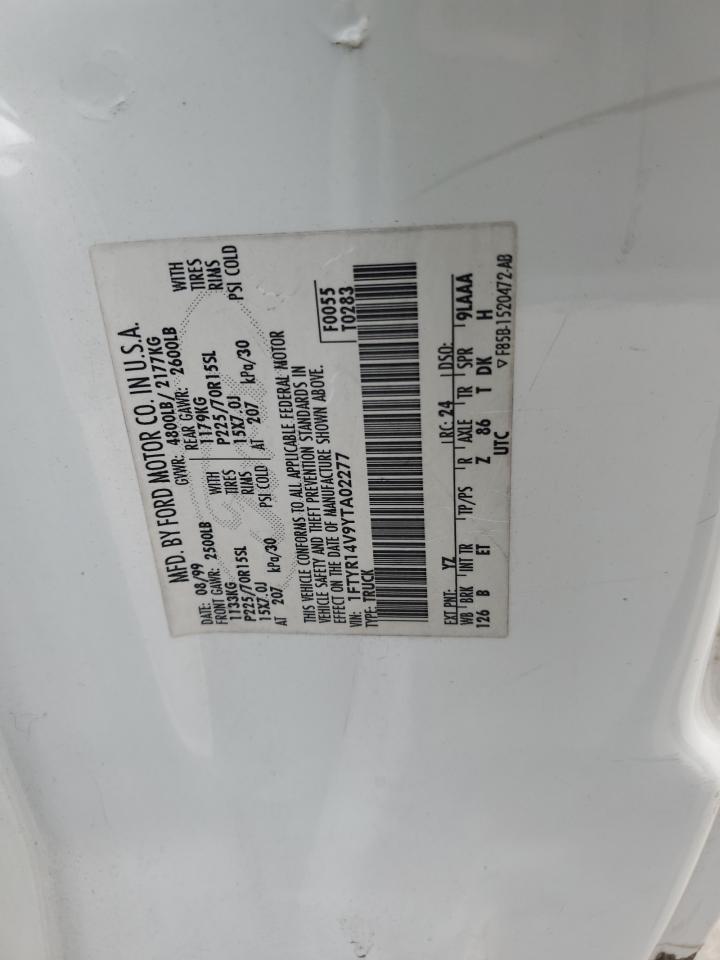 MFD. BY FORD MOTOR CO. IN U.S.A.
DATE: 08/99 GVWR: 4800LB / 2177KG
FRONT GAWR: 2500LB REAR GAWR: 2600LB
1133KG WITH 1179KG WITH
P225/70R15SL TIRES P225/70R15SL TIRES
15X7.0J RIMS 15X7.0J RIMS
AT 207 kPa/30 PSI COLD AT 207 kPa/30 PSI COLD
THIS VEHICLE CONFORMS TO ALL APPLICABLE FEDERAL MOTOR
VEHICLE SAFETY AND THEFT PREVENTION STANDARDS IN
EFFECT ON THE DATE OF MANUFACTURE SHOWN ABOVE.
VIN: 1FTYR14V9YTA02277 F0055
TYPE: TRUCK T0283
EXT PNT: YZ RC: 24 DSO:
WB BRK INT TR TP/PS R AXLE TR SPR 9LAAA
126 B ET Z 86 T DK H
UTC F85B-1520472-AB